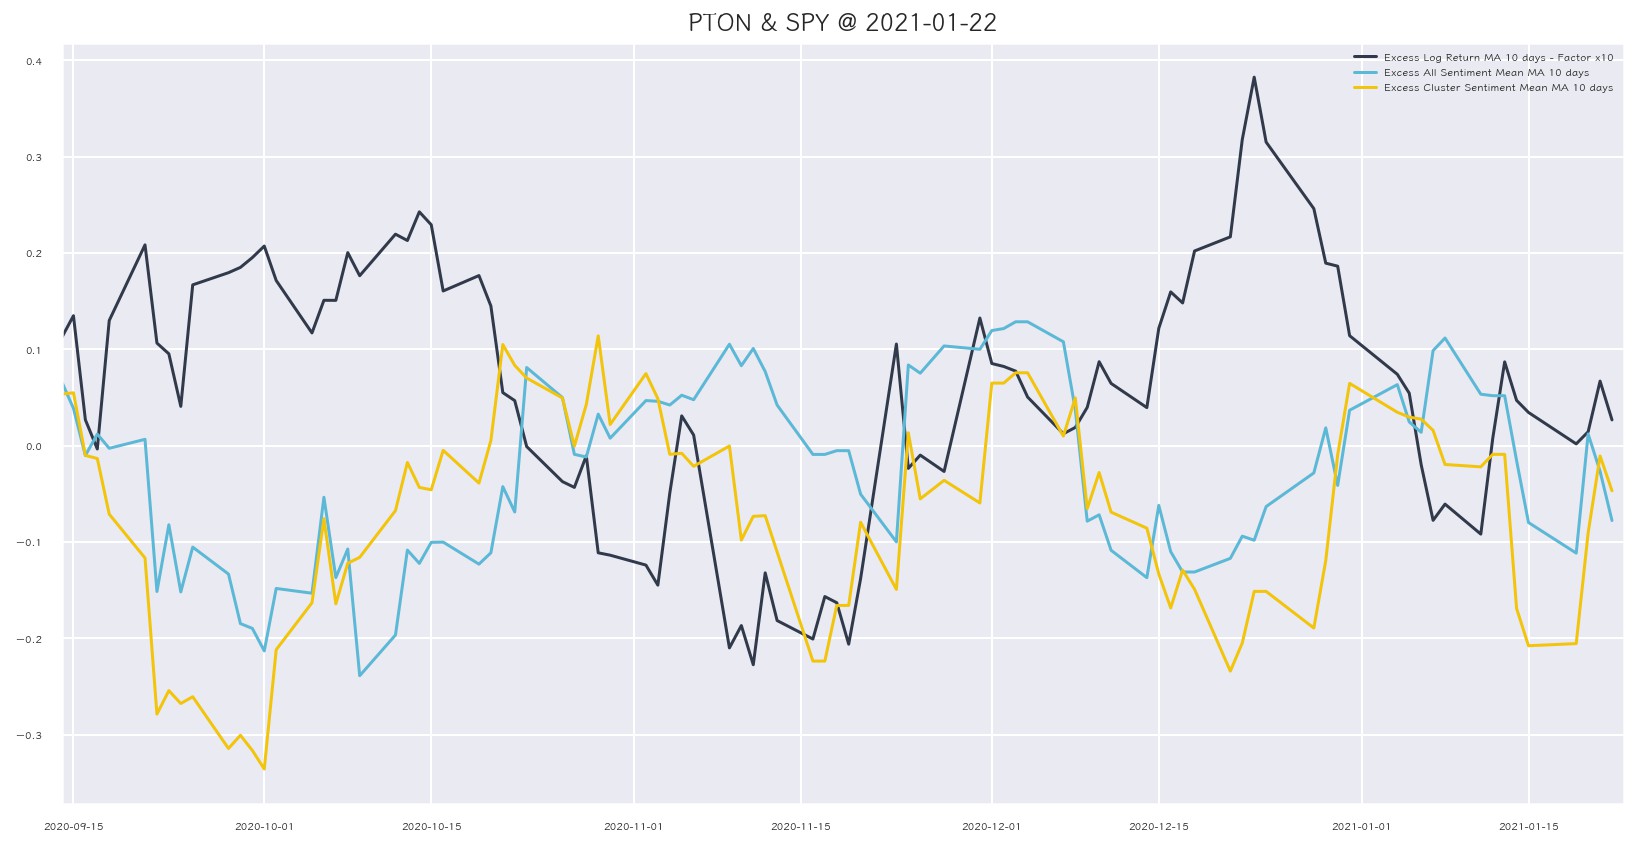 PTON & SPY @ 2021-01-22
Excess Log Return MA 10 days - Factor x10
Excess All Sentiment Mean MA 10 days
Excess Cluster Sentiment Mean MA 10 days
0.4
0.3
0.2
0.1
0.0
−0.1
−0.2
−0.3
2020-09-15 2020-10-01 2020-10-15 2020-11-01 2020-11-15 2020-12-01 2020-12-15 2021-01-01 2021-01-15